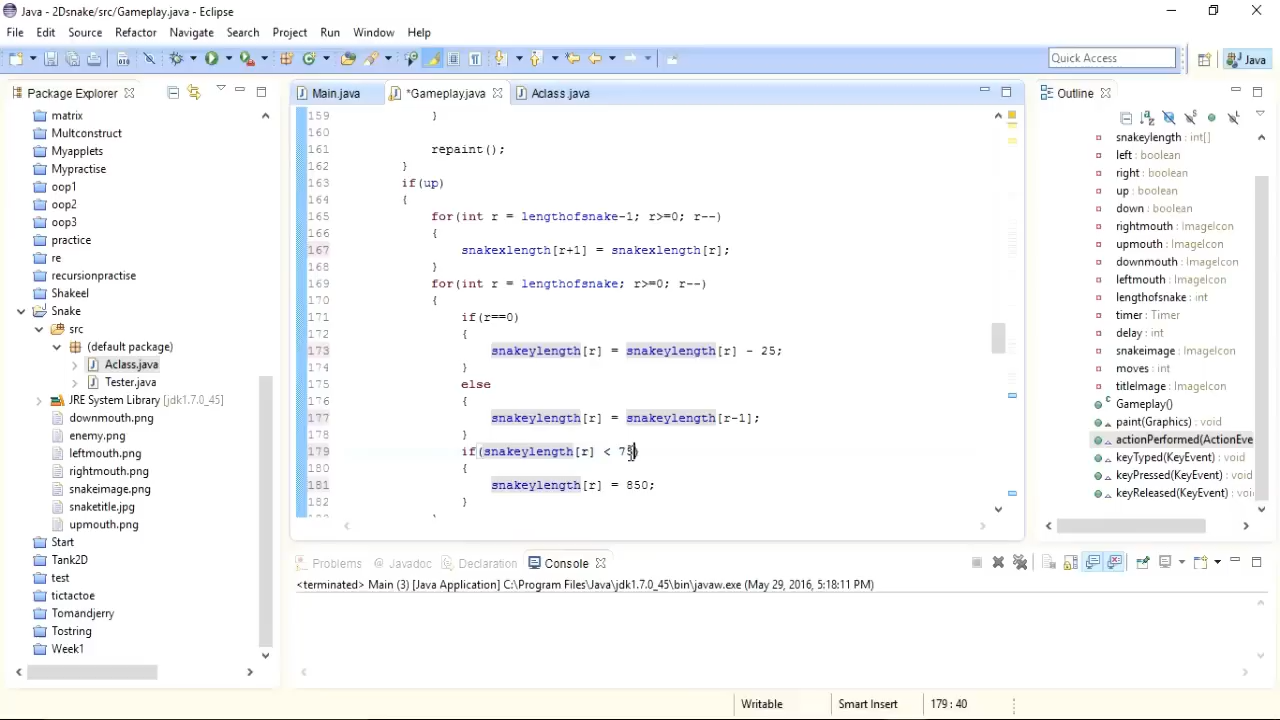 Java - 2Dsnake/src/Gameplay.java - Eclipse
File Edit Source Refactor Navigate Search Project Run Window Help
Quick Access
Java
Package Explorer
matrix
Multconstruct
Myapplets
Mypractise
oop1
oop2
oop3
practice
re
recursionpractise
Shakeel
Snake
src
(default package)
Aclass.java
Tester.java
JRE System Library [jdk1.7.0_45]
downmouth.png
enemy.png
leftmouth.png
rightmouth.png
snakeimage.png
snaketitle.jpg
upmouth.png
Start
Tank2D
test
tictactoe
Tomandjerry
Tostring
Week1
Main.java *Gameplay.java Aclass.java
159 }
160
161 repaint();
162 }
163 if(up)
164 {
165 for(int r = lengthofsnake-1; r>=0; r--)
166 {
167 snakexlength[r+1] = snakexlength[r];
168 }
169 for(int r = lengthofsnake; r>=0; r--)
170 {
171 if(r==0)
172 {
173 snakeylength[r] = snakeylength[r] - 25;
174 }
175 else
176 {
177 snakeylength[r] = snakeylength[r-1];
178 }
179 if(snakeylength[r] < 75)
180 {
181 snakeylength[r] = 850;
182 }
Outline
snakeylength : int[]
left : boolean
right : boolean
up : boolean
down : boolean
rightmouth : ImageIcon
upmouth : ImageIcon
downmouth : ImageIcon
leftmouth : ImageIcon
lengthofsnake : int
timer : Timer
delay : int
snakeimage : ImageIcon
moves : int
titleImage : ImageIcon
Gameplay()
paint(Graphics) : void
actionPerformed(ActionEve
keyTyped(KeyEvent) : void
keyPressed(KeyEvent) : void
keyReleased(KeyEvent) : voi
Problems Javadoc Declaration Console
<terminated> Main (3) [Java Application] C:\Program Files\Java\jdk1.7.0_45\bin\javaw.exe (May 29, 2016, 5:18:11 PM)
Writable Smart Insert 179 : 40